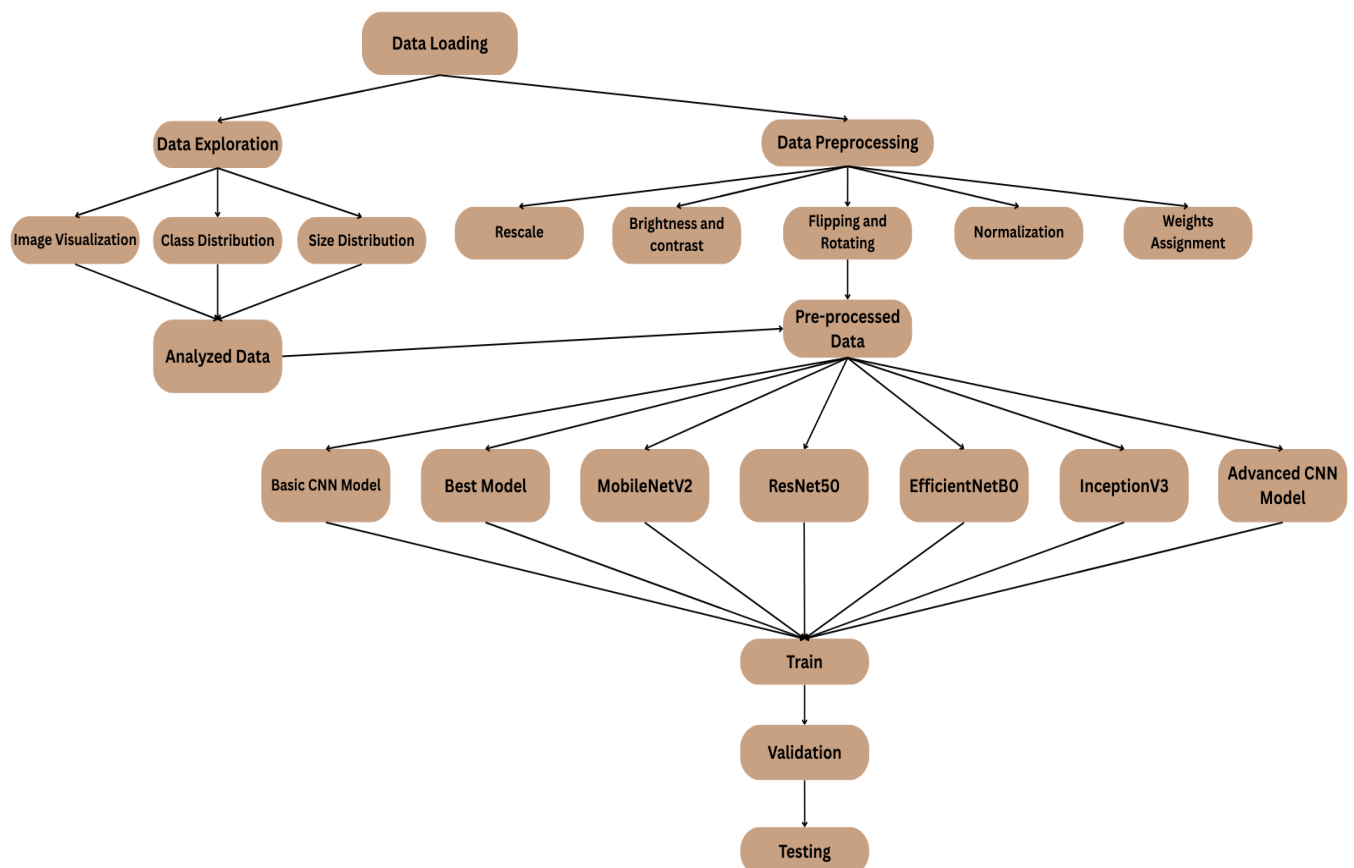 Data Loading
Data Exploration
Data Preprocessing
Image Visualization
Class Distribution
Size Distribution
Rescale
Brightness and
contrast
Flipping and
Rotating
Normalization
Weights
Assignment
Analyzed Data
Pre-processed
Data
Basic CNN Model
Best Model
MobileNetV2
ResNet50
EfficientNetB0
InceptionV3
Advanced CNN
Model
Train
Validation
Testing